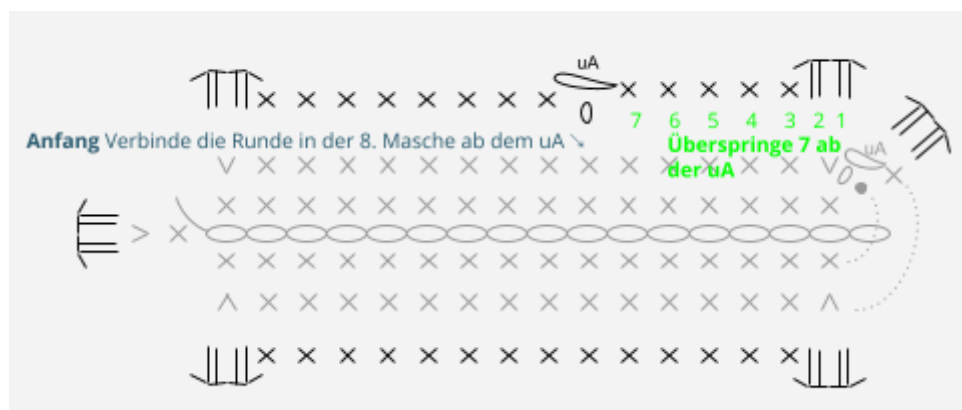 uA
0
7 6 5 4 3 2 1
Anfang Verbinde die Runde in der 8. Masche ab dem uA ↘
Überspringe 7 ab
der uA
uA